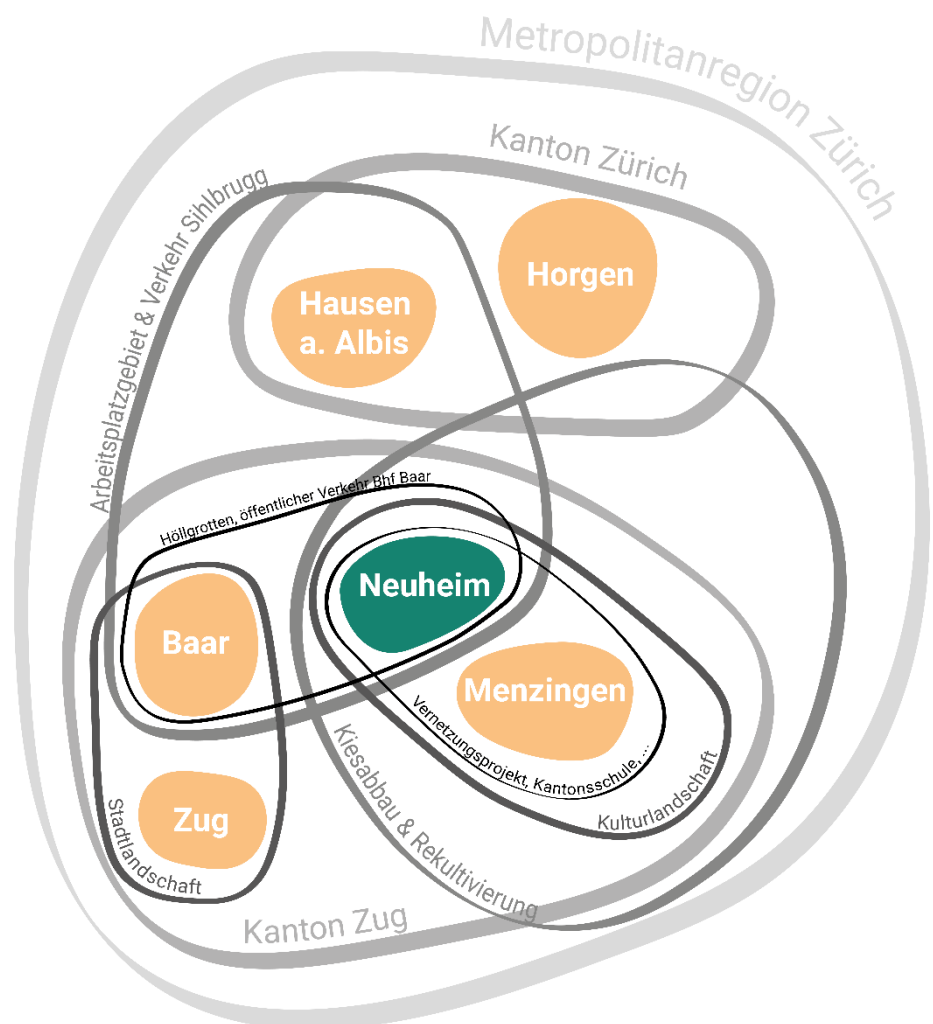 Metropolitanregion Zürich
Kanton Zürich
Arbeitsplatzgebiet & Verkehr Sihlbrugg
Horgen
Hausen
a. Albis
Höllgrotten, öffentlicher Verkehr Bhf Baar
Neuheim
Baar
Menzingen
Vernetzungsprojekt, Kantonsschule, ...
Kiesabbau & Rekultivierung
Kulturlandschaft
Zug
Stadtlandschaft
Kanton Zug